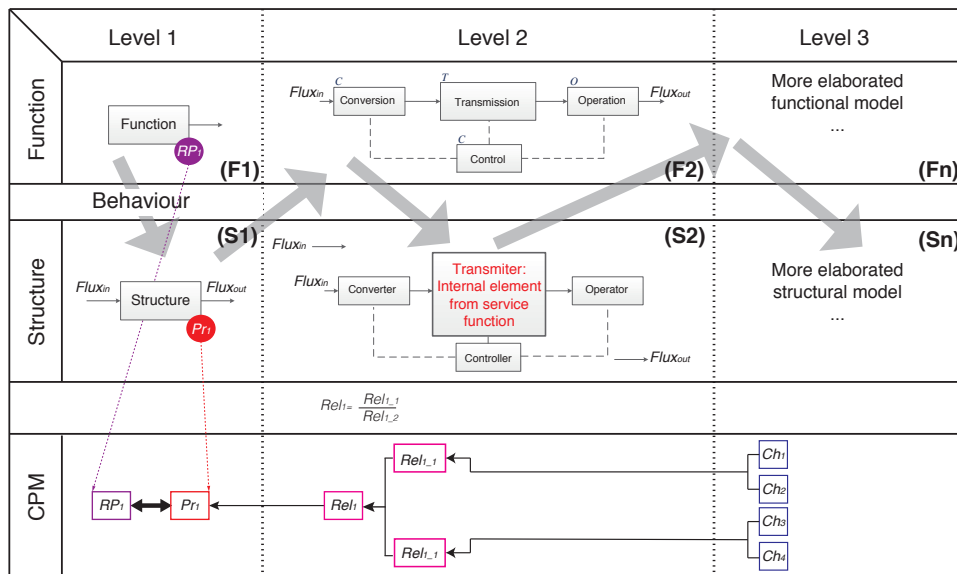 Level 1
Level 2
Level 3
Function
Function
RP1
(F1)
Fluxin
C
Conversion
T
Transmission
O
Operation
Fluxout
C
Control
(F2)
More elaborated
functional model
...
(Fn)
Behaviour
Structure
(S1)
Fluxin
Structure
Fluxout
Pr1
Fluxin
(S2)
Fluxin
Converter
Transmiter:
Internal element
from service
function
Operator
Controller
Fluxout
(Sn)
More elaborated
structural model
...
Rel1= Rel1_1
Rel1_2
CPM
RP1
Pr1
Rel1
Rel1_1
Rel1_1
Ch1
Ch2
Ch3
Ch4